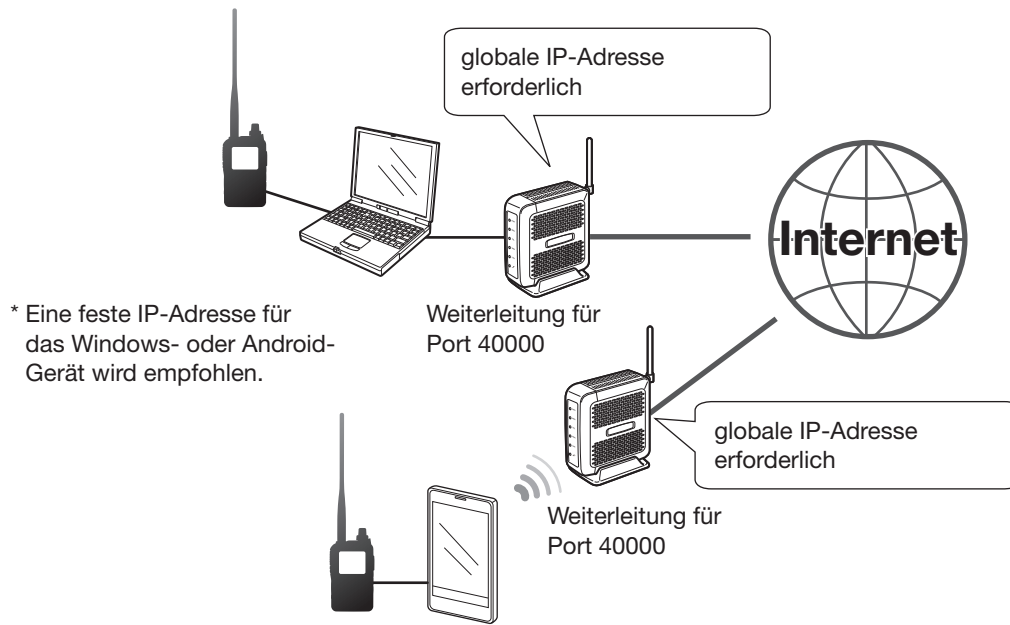 globale IP-Adresse
erforderlich
Internet
* Eine feste IP-Adresse für
das Windows- oder Android-
Gerät wird empfohlen.
Weiterleitung für
Port 40000
globale IP-Adresse
erforderlich
Weiterleitung für
Port 40000